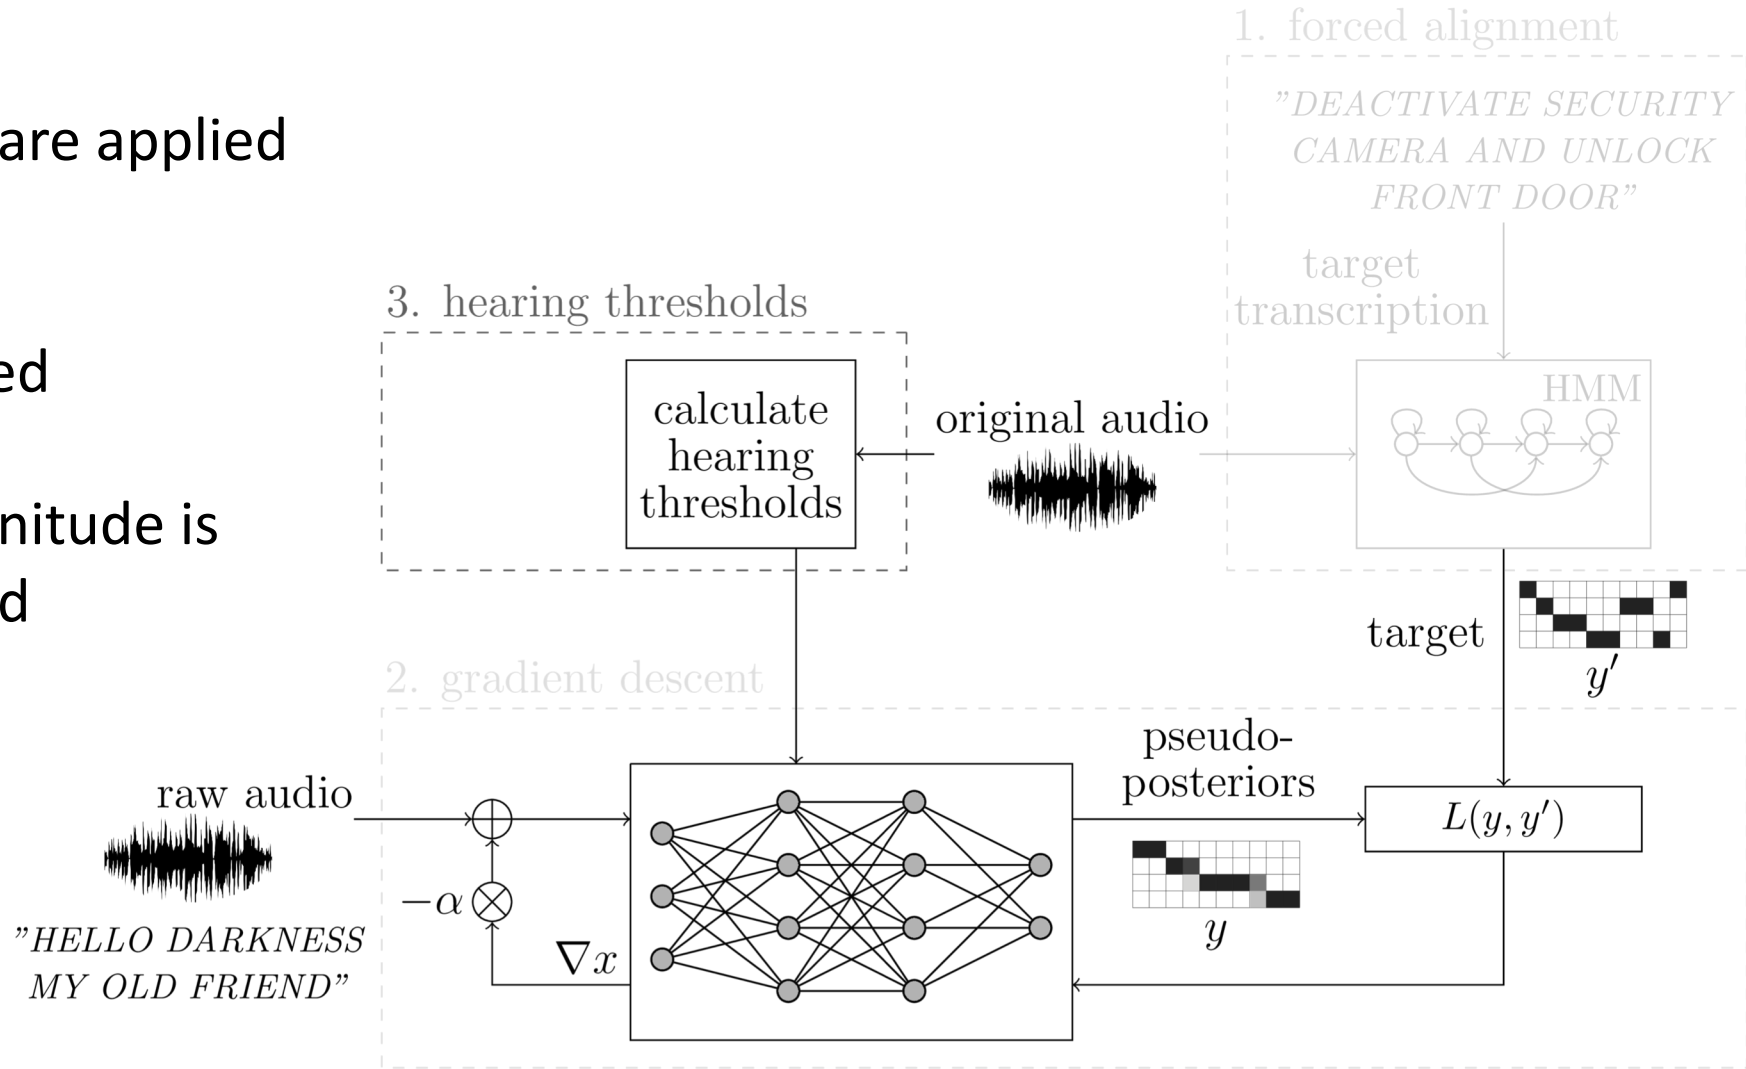 are applied
ed
nitude is
d
1. forced alignment
"DEACTIVATE SECURITY
CAMERA AND UNLOCK
FRONT DOOR"
target
transcription
HMM
3. hearing thresholds
calculate
hearing
thresholds
original audio
target
y′
2. gradient descent
raw audio
"HELLO DARKNESS
MY OLD FRIEND"
−α
∇x
pseudo-
posteriors
y
L(y, y′)